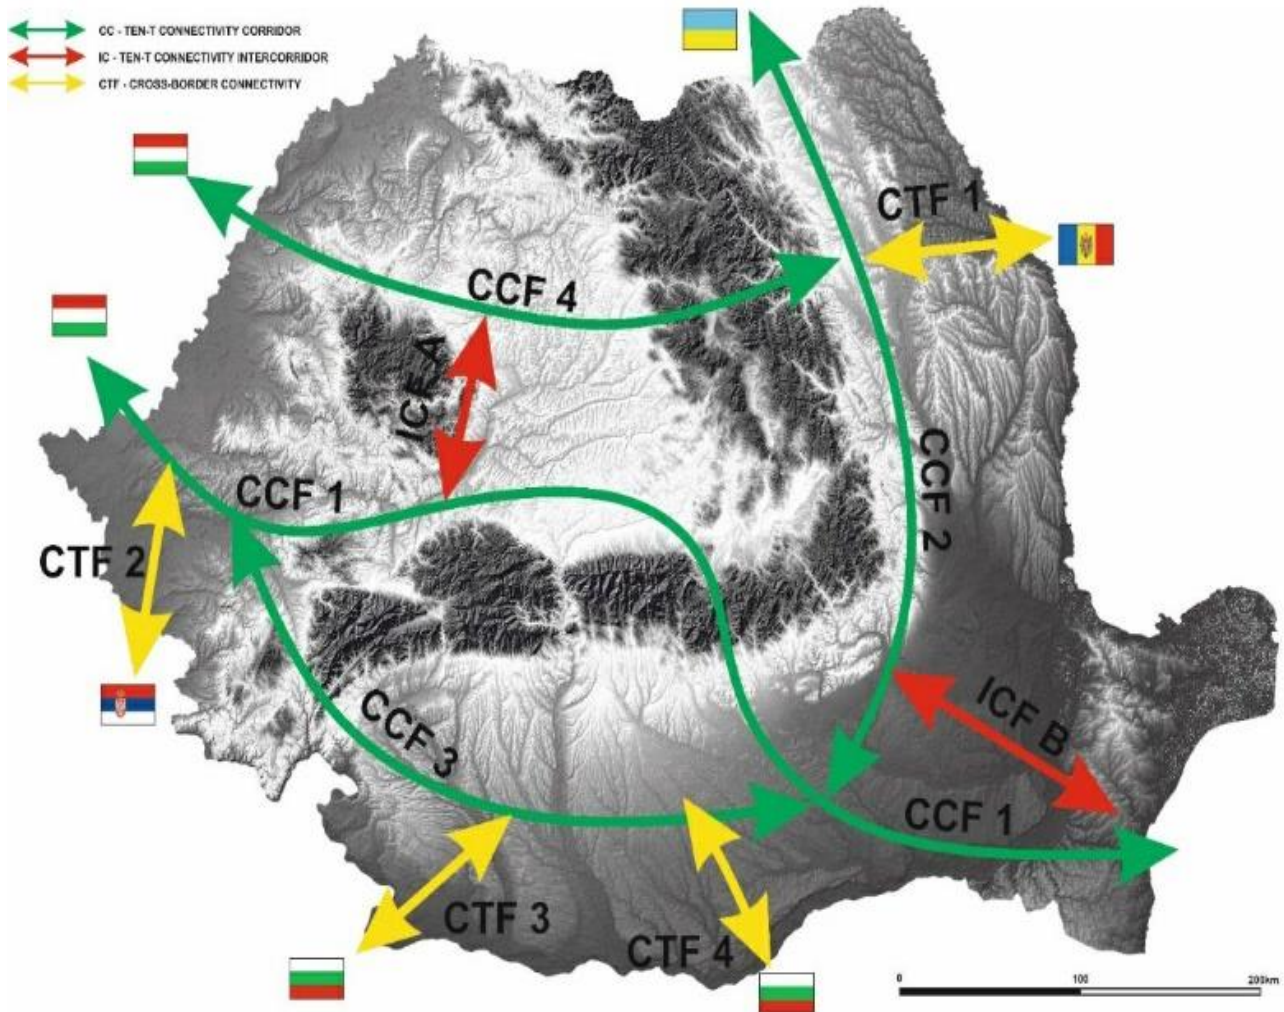 CC - TEN-T CONNECTIVITY CORRIDOR
IC - TEN-T CONNECTIVITY INTERCORRIDOR
CTF - CROSS-BORDER CONNECTIVITY
CTF 1
CCF 4
ICF A
CCF 1
CCF 2
CTF 2
ICF B
CCF 3
CCF 1
CTF 3
CTF 4
0 100 200km